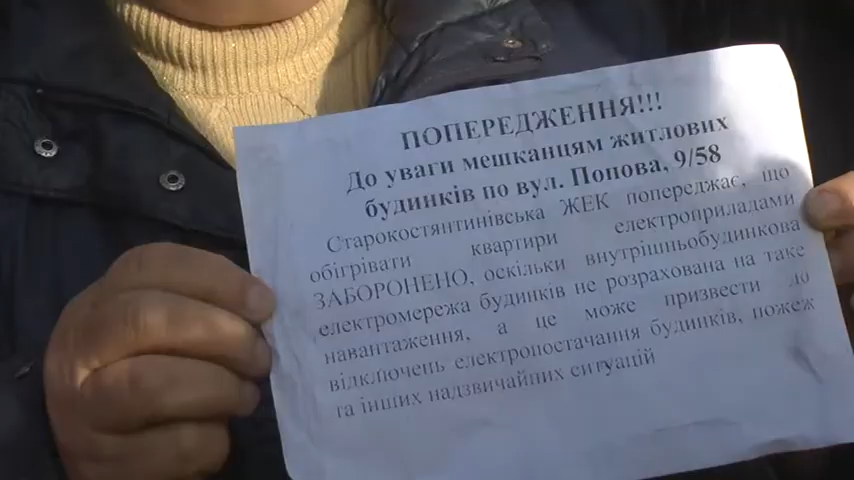 ПОПЕРЕДЖЕННЯ!!!
До уваги мешканцям житлових
будинків по вул. Попова, 9/58
Старокостянтинівська ЖЕК попереджає, що
обігрівати квартири електроприладами
ЗАБОРОНЕНО, оскільки внутрішньобудинкова
електромережа будинків не розрахована на таке
навантаження, а це може призвести до
відключень електропостачання будинків, пожеж
та інших надзвичайних ситуацій